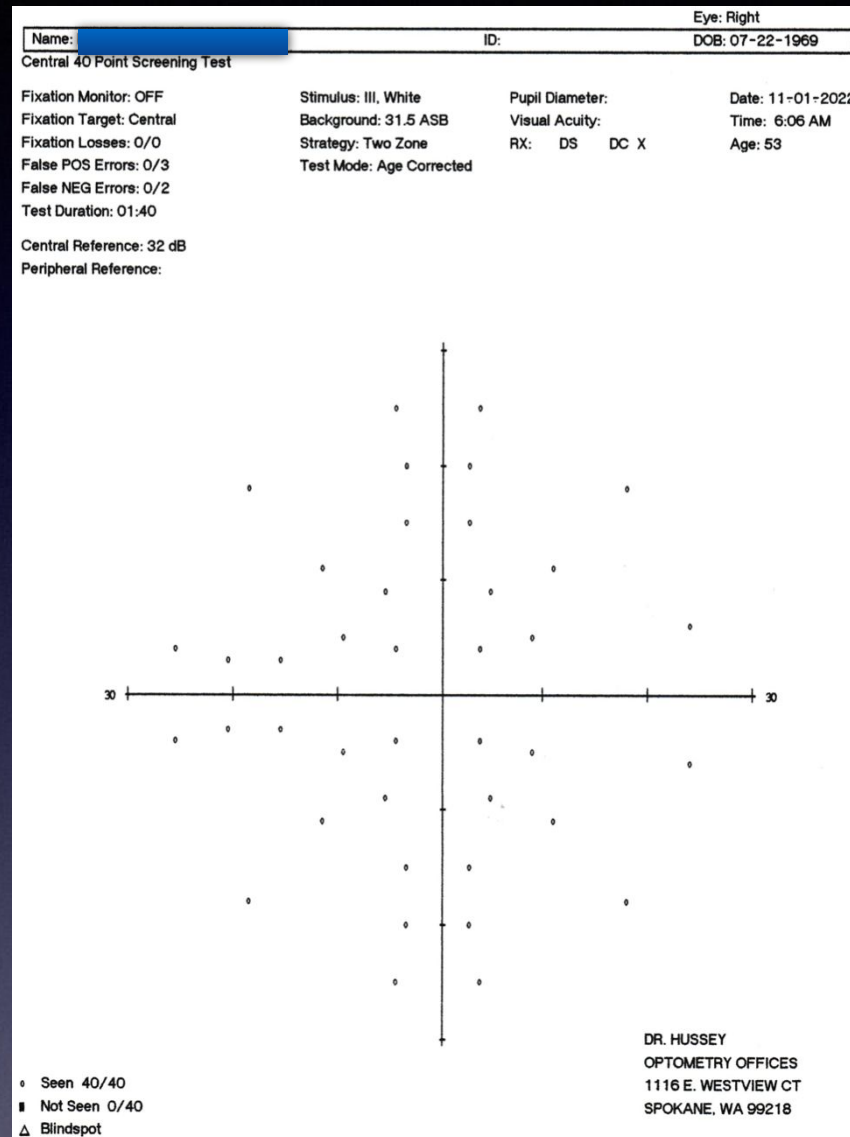 Eye: Right
Name: ID: DOB: 07-22-1969
Central 40 Point Screening Test
Fixation Monitor: OFF Stimulus: III, White Pupil Diameter: Date: 11-01-2022
Fixation Target: Central Background: 31.5 ASB Visual Acuity: Time: 6:06 AM
Fixation Losses: 0/0 Strategy: Two Zone RX: DS DC X Age: 53
False POS Errors: 0/3 Test Mode: Age Corrected
False NEG Errors: 0/2
Test Duration: 01:40
Central Reference: 32 dB
Peripheral Reference:
30 30
DR. HUSSEY
OPTOMETRY OFFICES
1116 E. WESTVIEW CT
SPOKANE, WA 99218
Seen 40/40
Not Seen 0/40
Blindspot